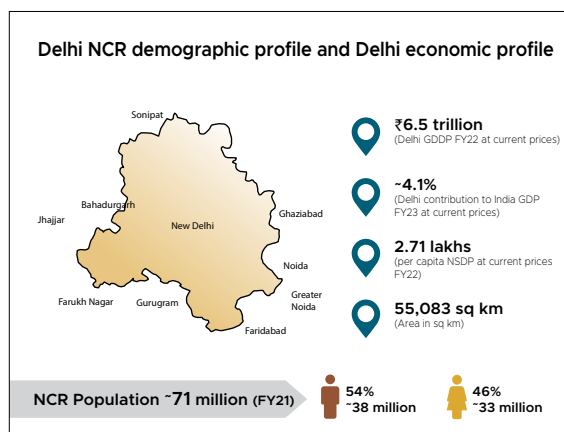 Delhi NCR demographic profile and Delhi economic profile
Sonipat
Bahadurgarh
Jhajjar
New Delhi
Ghaziabad
Noida
Greater
Noida
Farukh Nagar
Gurugram
Faridabad
₹6.5 trillion
(Delhi GDDP FY22 at current prices)
~4.1%
(Delhi contribution to India GDP
FY23 at current prices)
2.71 lakhs
(per capita NSDP at current prices
FY22)
55,083 sq km
(Area in sq km)
NCR Population ~71 million (FY21)
54%
~38 million
46%
~33 million